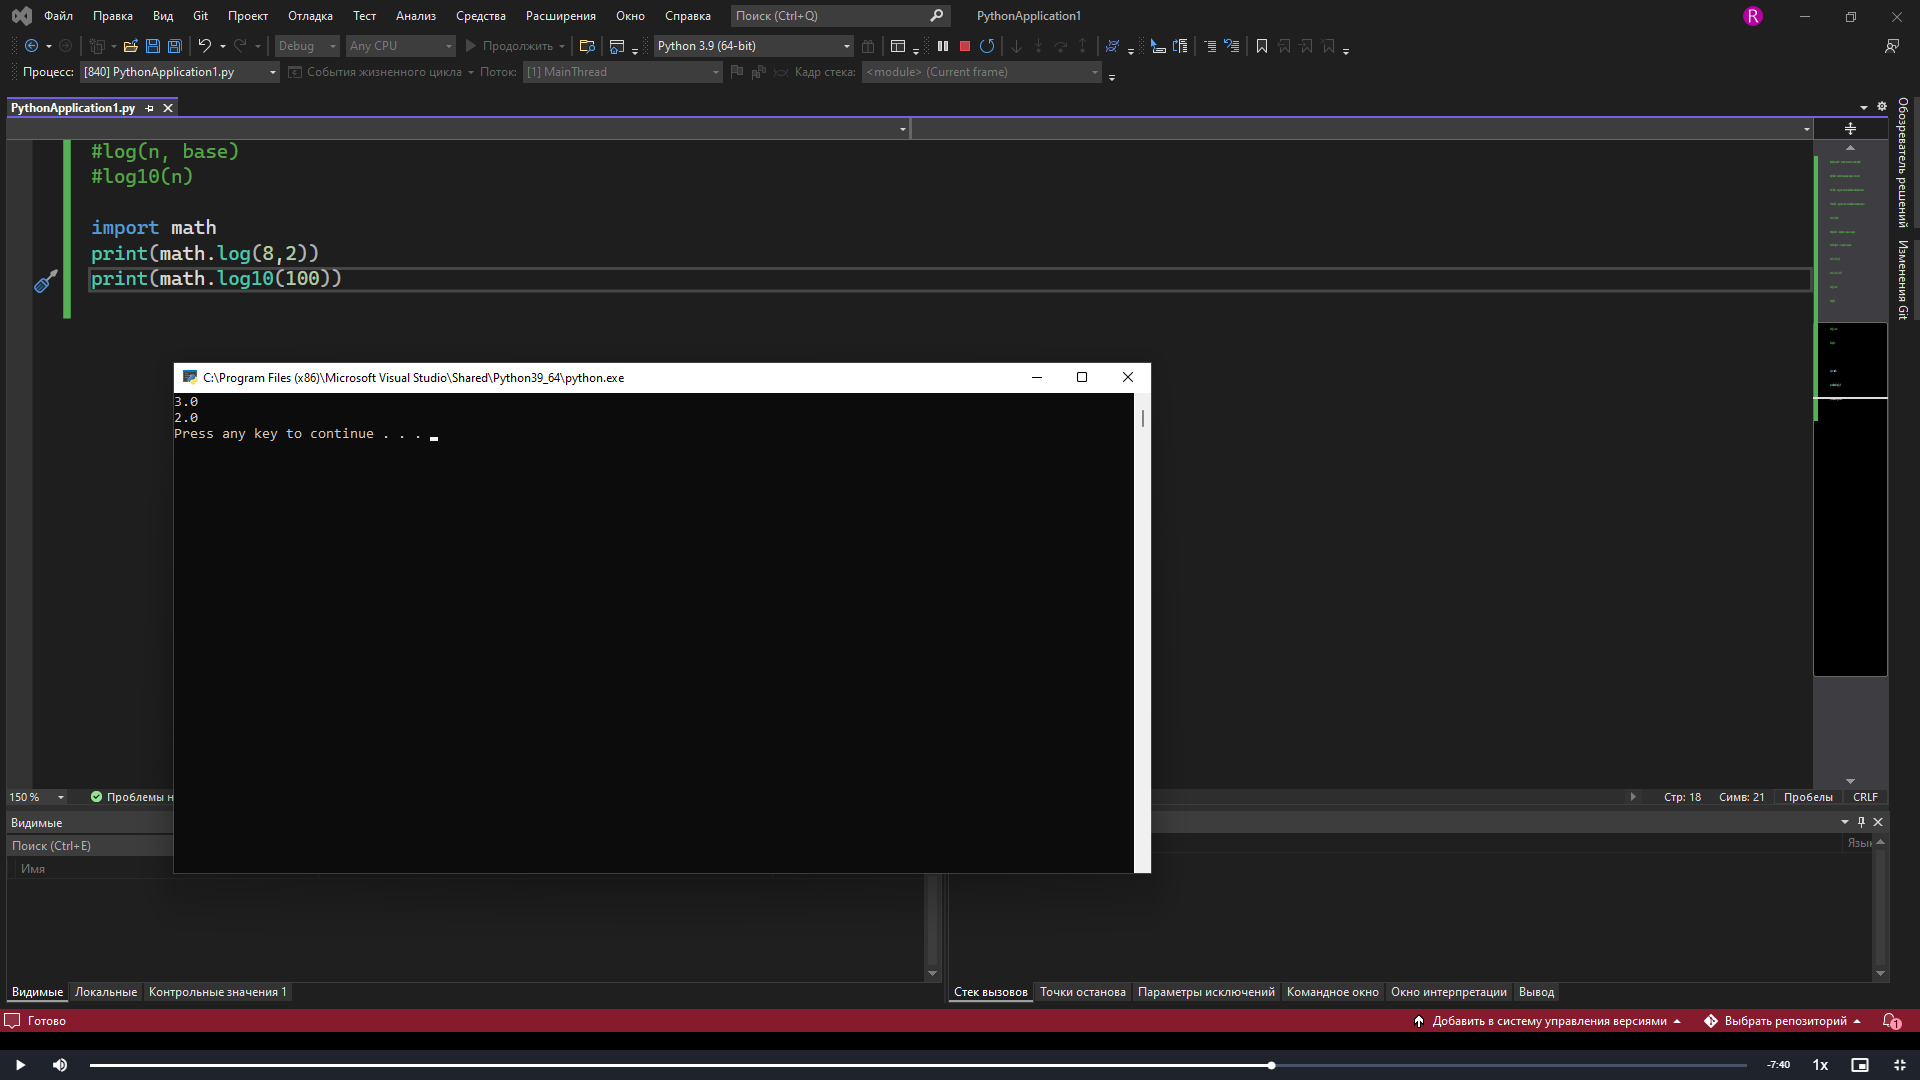 Файл Правка Вид Git Проект Отладка Тест Анализ Средства Расширения Окно Справка Поиск (Ctrl+Q) PythonApplication1 R
Debug Any CPU Продолжить Python 3.9 (64-bit)
Процесс: [840] PythonApplication1.py События жизненного цикла Поток: [1] MainThread Кадр стека: <module> (Current frame)
PythonApplication1.py
Обозреватель решений
Изменения Git
#log(n, base)
#log10(n)
import math
print(math.log(8,2))
print(math.log10(100))
C:\Program Files (x86)\Microsoft Visual Studio\Shared\Python39_64\python.exe
3.0
2.0
Press any key to continue . . .
150 % Проблемы н Стр: 18 Симв: 21 Пробелы CRLF
Видимые
Поиск (Ctrl+E)
Язык
Имя
Видимые Локальные Контрольные значения 1 Стек вызовов Точки останова Параметры исключений Командное окно Окно интерпретации Вывод
Готово Добавить в систему управления версиями Выбрать репозиторий 1
-7:40 1x